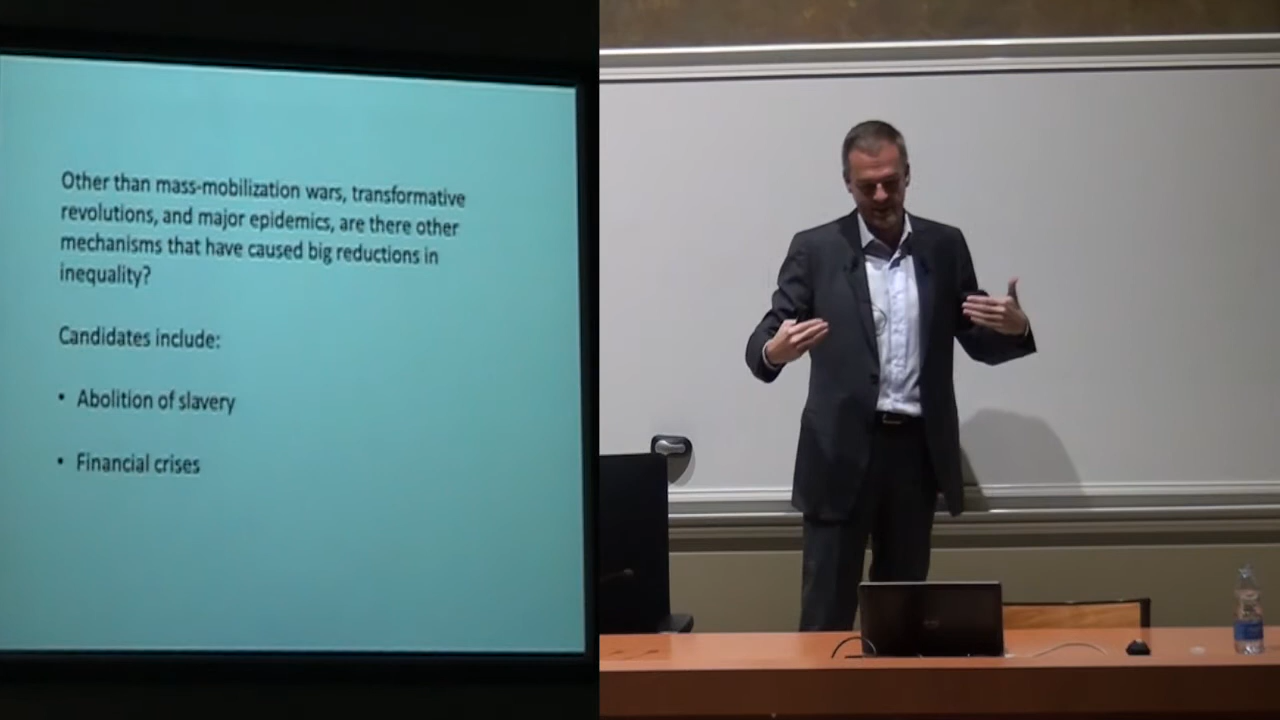 Other than mass-mobilization wars, transformative
revolutions, and major epidemics, are there other
mechanisms that have caused big reductions in
inequality?
Candidates include:
• Abolition of slavery
• Financial crises